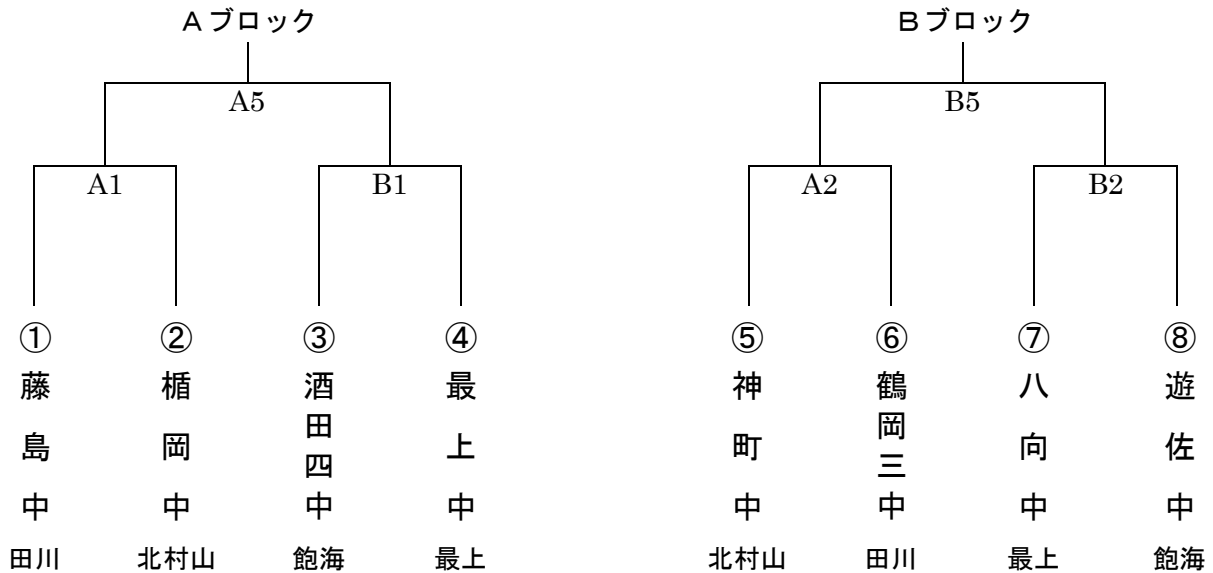 Aブロック
Bブロック
A5
B5
A1
B1
A2
B2
①
②
③
④
⑤
⑥
⑦
⑧
藤島中
楯岡中
酒田四中
最上中
神町中
鶴岡三中
八向中
遊佐中
田川
北村山
飽海
最上
北村山
田川
最上
飽海